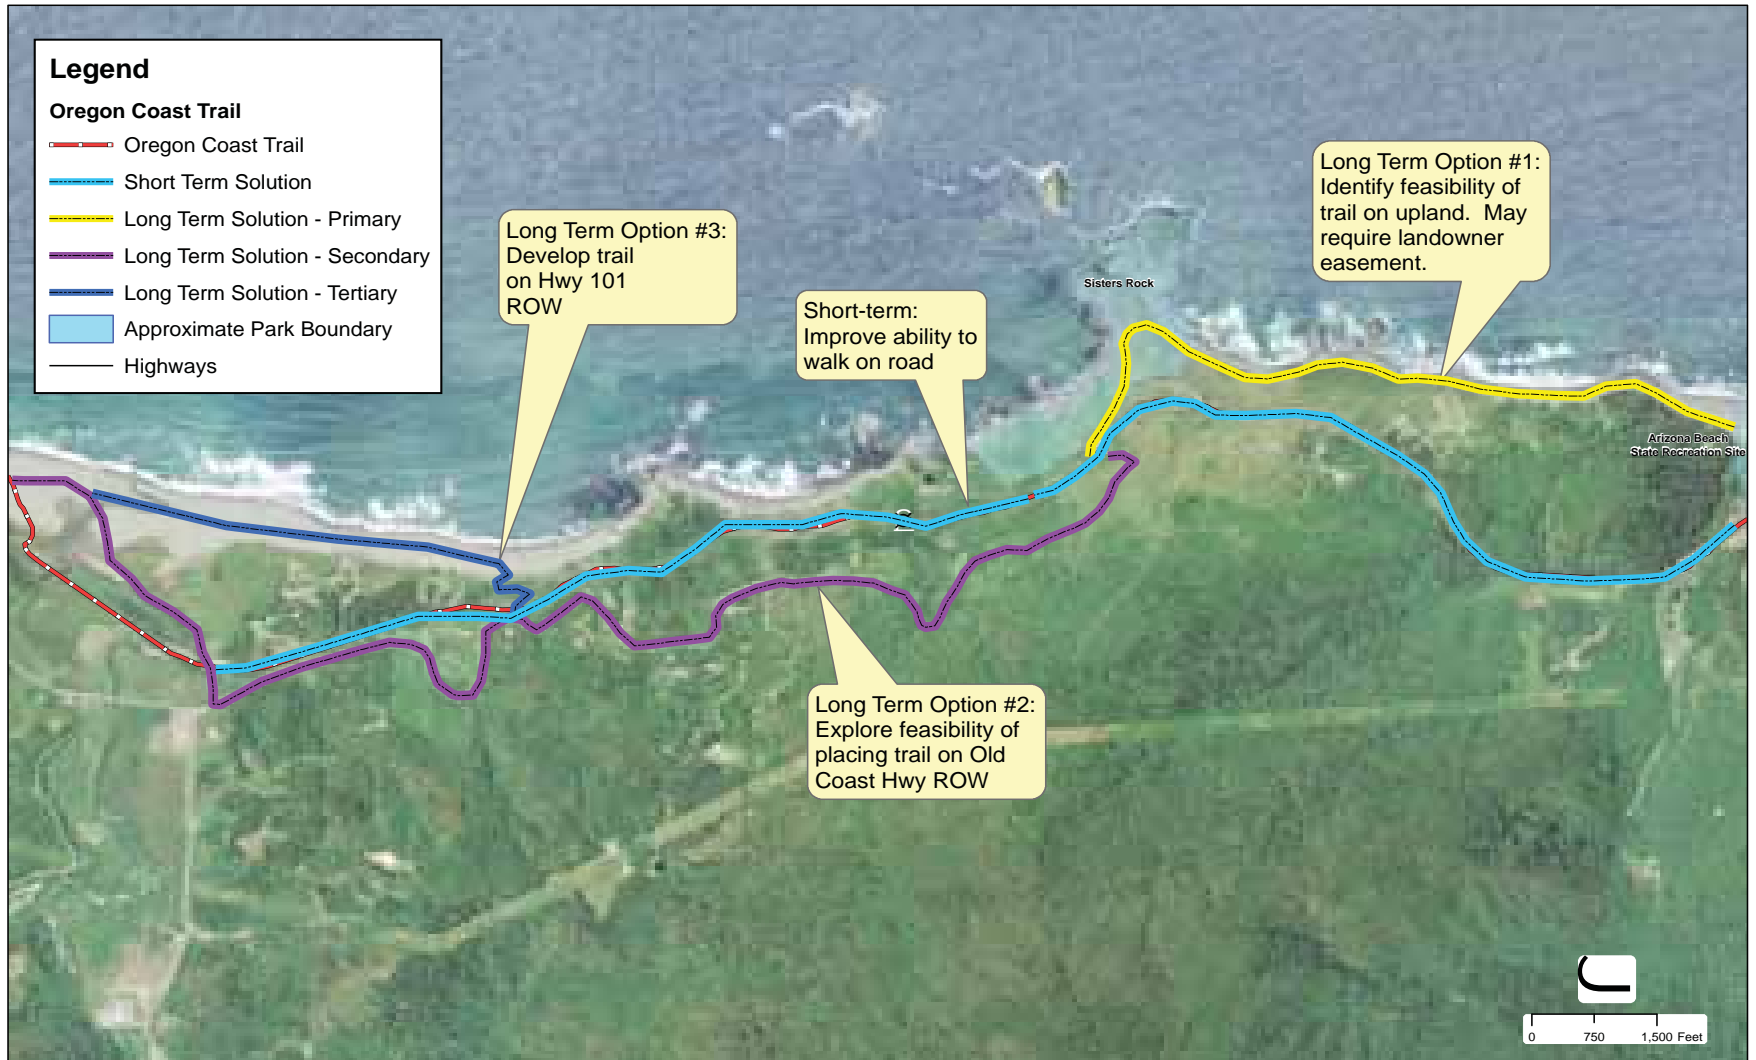 Legend
Oregon Coast Trail
Oregon Coast Trail
Short Term Solution
Long Term Solution - Primary
Long Term Solution - Secondary
Long Term Solution - Tertiary
Approximate Park Boundary
Highways
Long Term Option #3:
Develop trail
on Hwy 101
ROW
Short-term:
Improve ability to
walk on road
Long Term Option #1:
Identify feasibility of
trail on upland.  May
require landowner
easement.
Sisters Rock
Arizona Beach
State Recreation Site
Long Term Option #2:
Explore feasibility of
placing trail on Old
Coast Hwy ROW
0 750 1,500 Feet